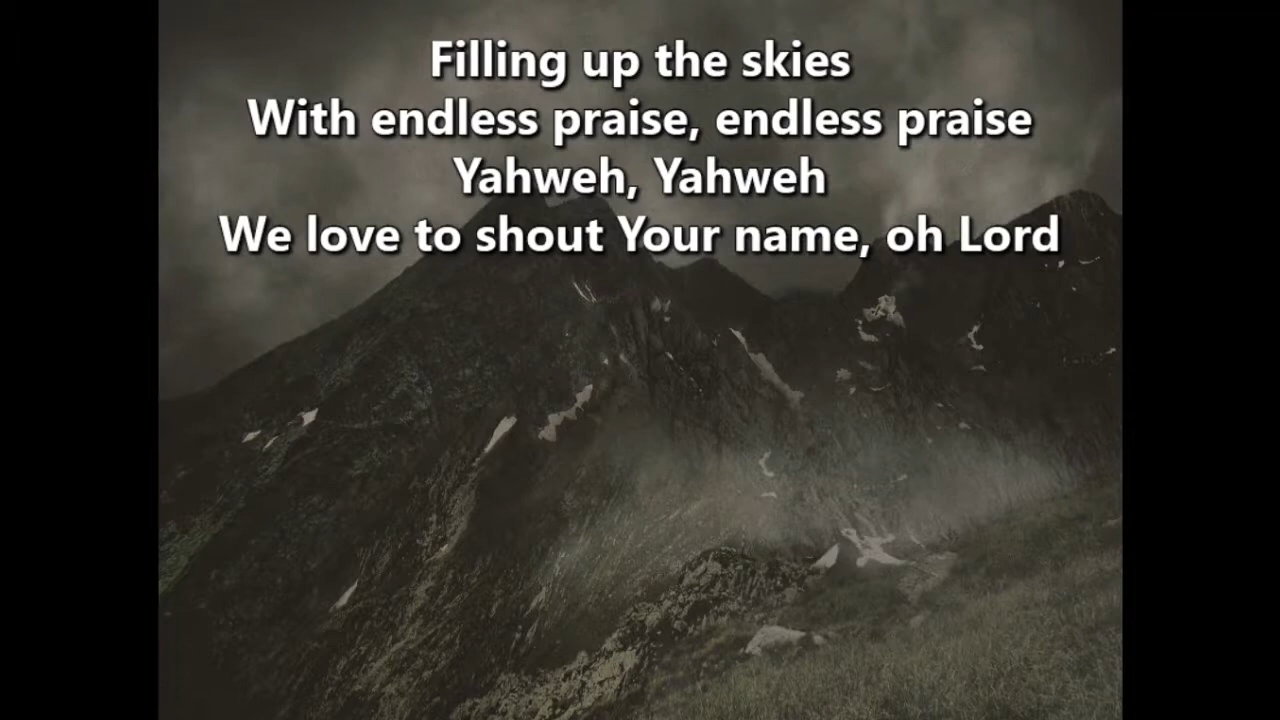 Filling up the skies
With endless praise, endless praise
Yahweh, Yahweh
We love to shout Your name, oh Lord